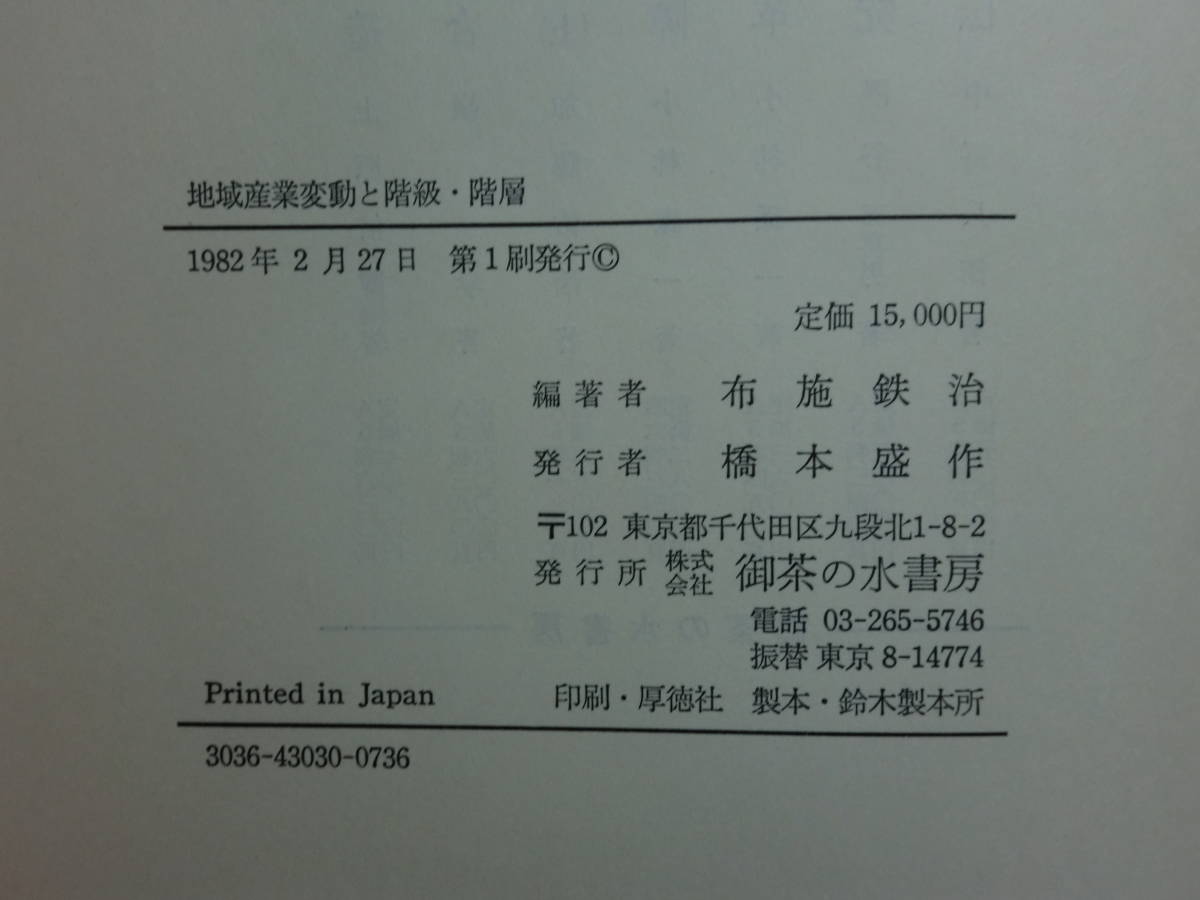 地域産業変動と階級・階層
1982年2月27日 第1刷発行©
定価 15,000円
編著者 布施鉄治
発行者 橋本盛作
〒102 東京都千代田区九段北1-8-2
発行所 株式会社 御茶の水書房
電話 03-265-5746
振替 東京 8-14774
Printed in Japan 印刷・厚徳社 製本・鈴木製本所
3036-43030-0736